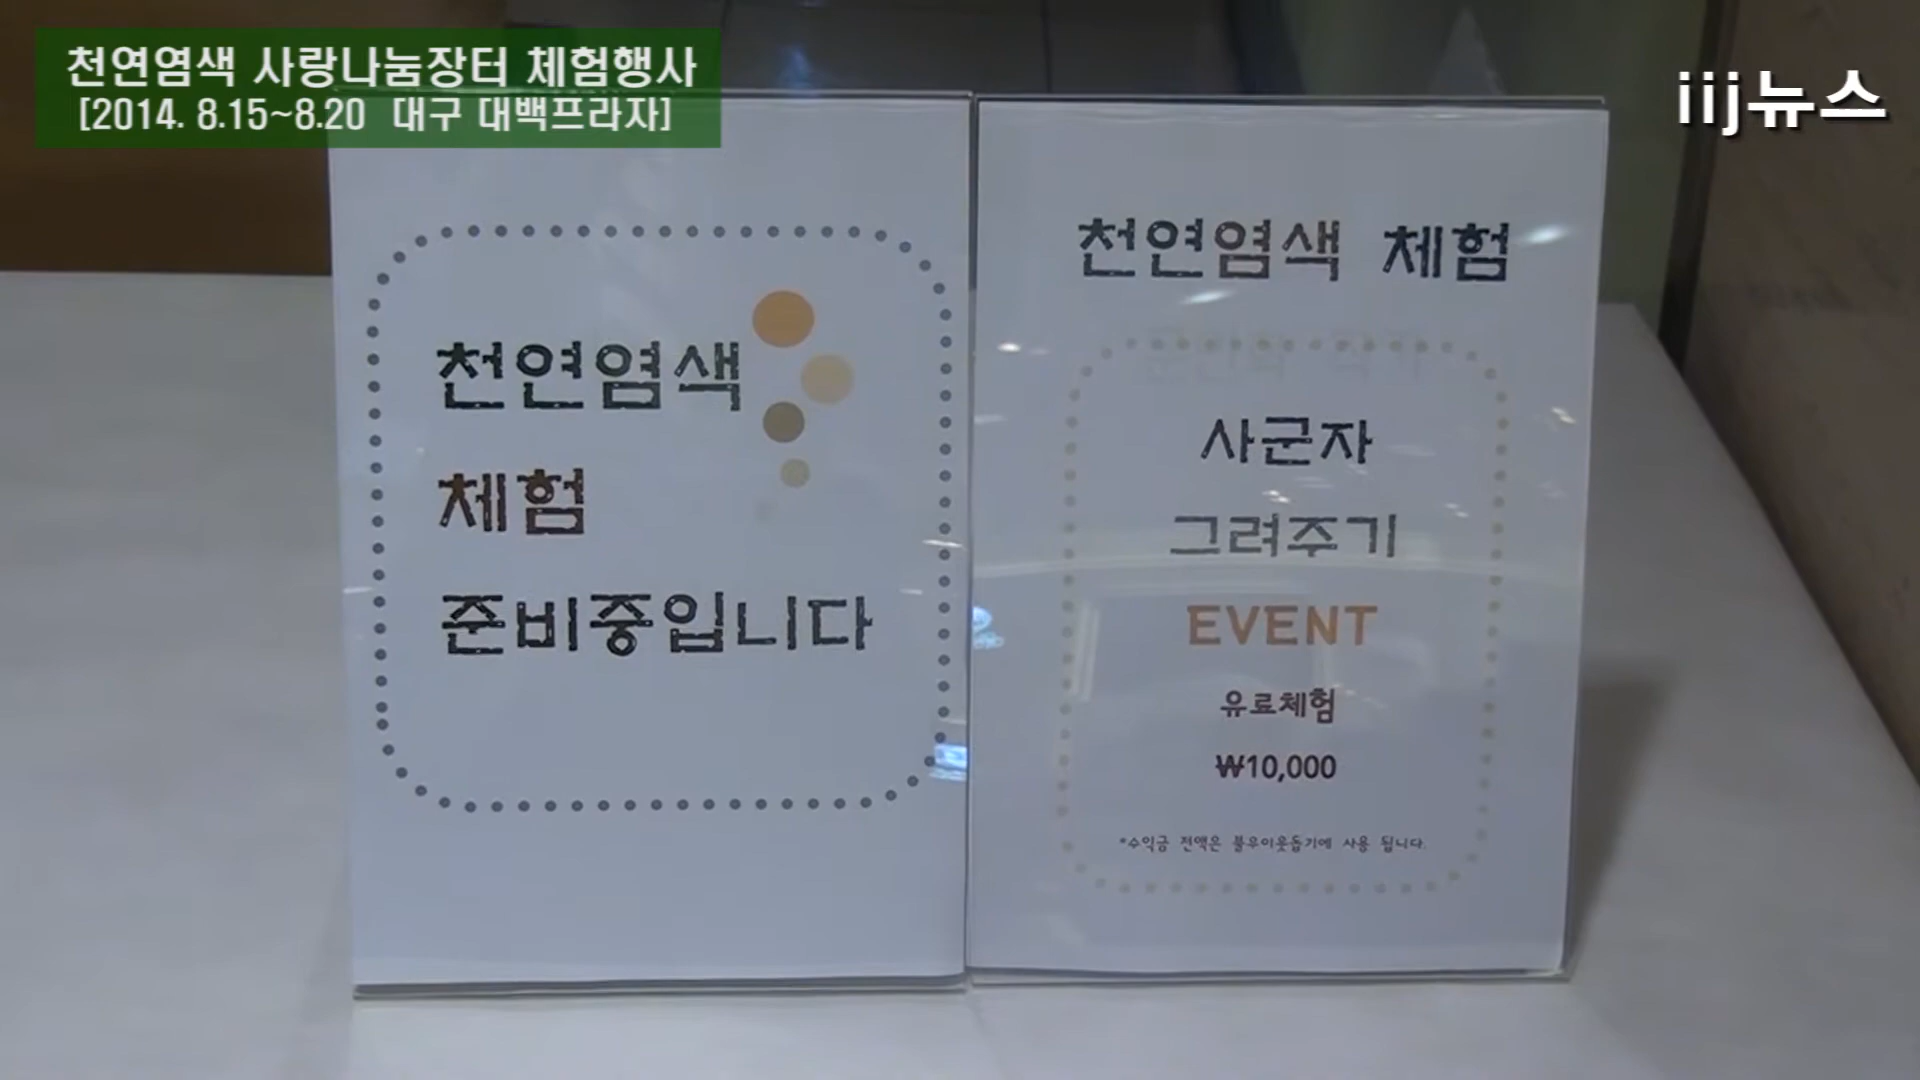 천연염색 사랑나눔장터 체험행사
[2014. 8.15~8.20 대구 대백프라자]
iij뉴스
천연염색
체험
준비중입니다
천연염색 체험
사군자
그려주기
EVENT
유료체험
₩10,000
*수익금 전액은 불우이웃돕기에 사용 됩니다.